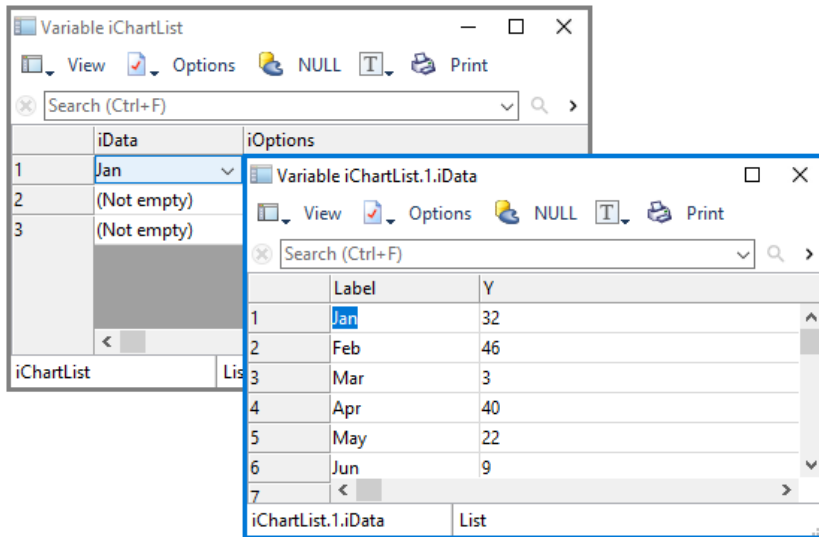 Variable iChartList
View Options NULL T Print
Search (Ctrl+F)
iData iOptions
1 Jan
2 (Not empty)
3 (Not empty)
iChartList Lis
Variable iChartList.1.iData
View Options NULL T Print
Search (Ctrl+F)
Label Y
1 Jan 32
2 Feb 46
3 Mar 3
4 Apr 40
5 May 22
6 Jun 9
7
iChartList.1.iData List